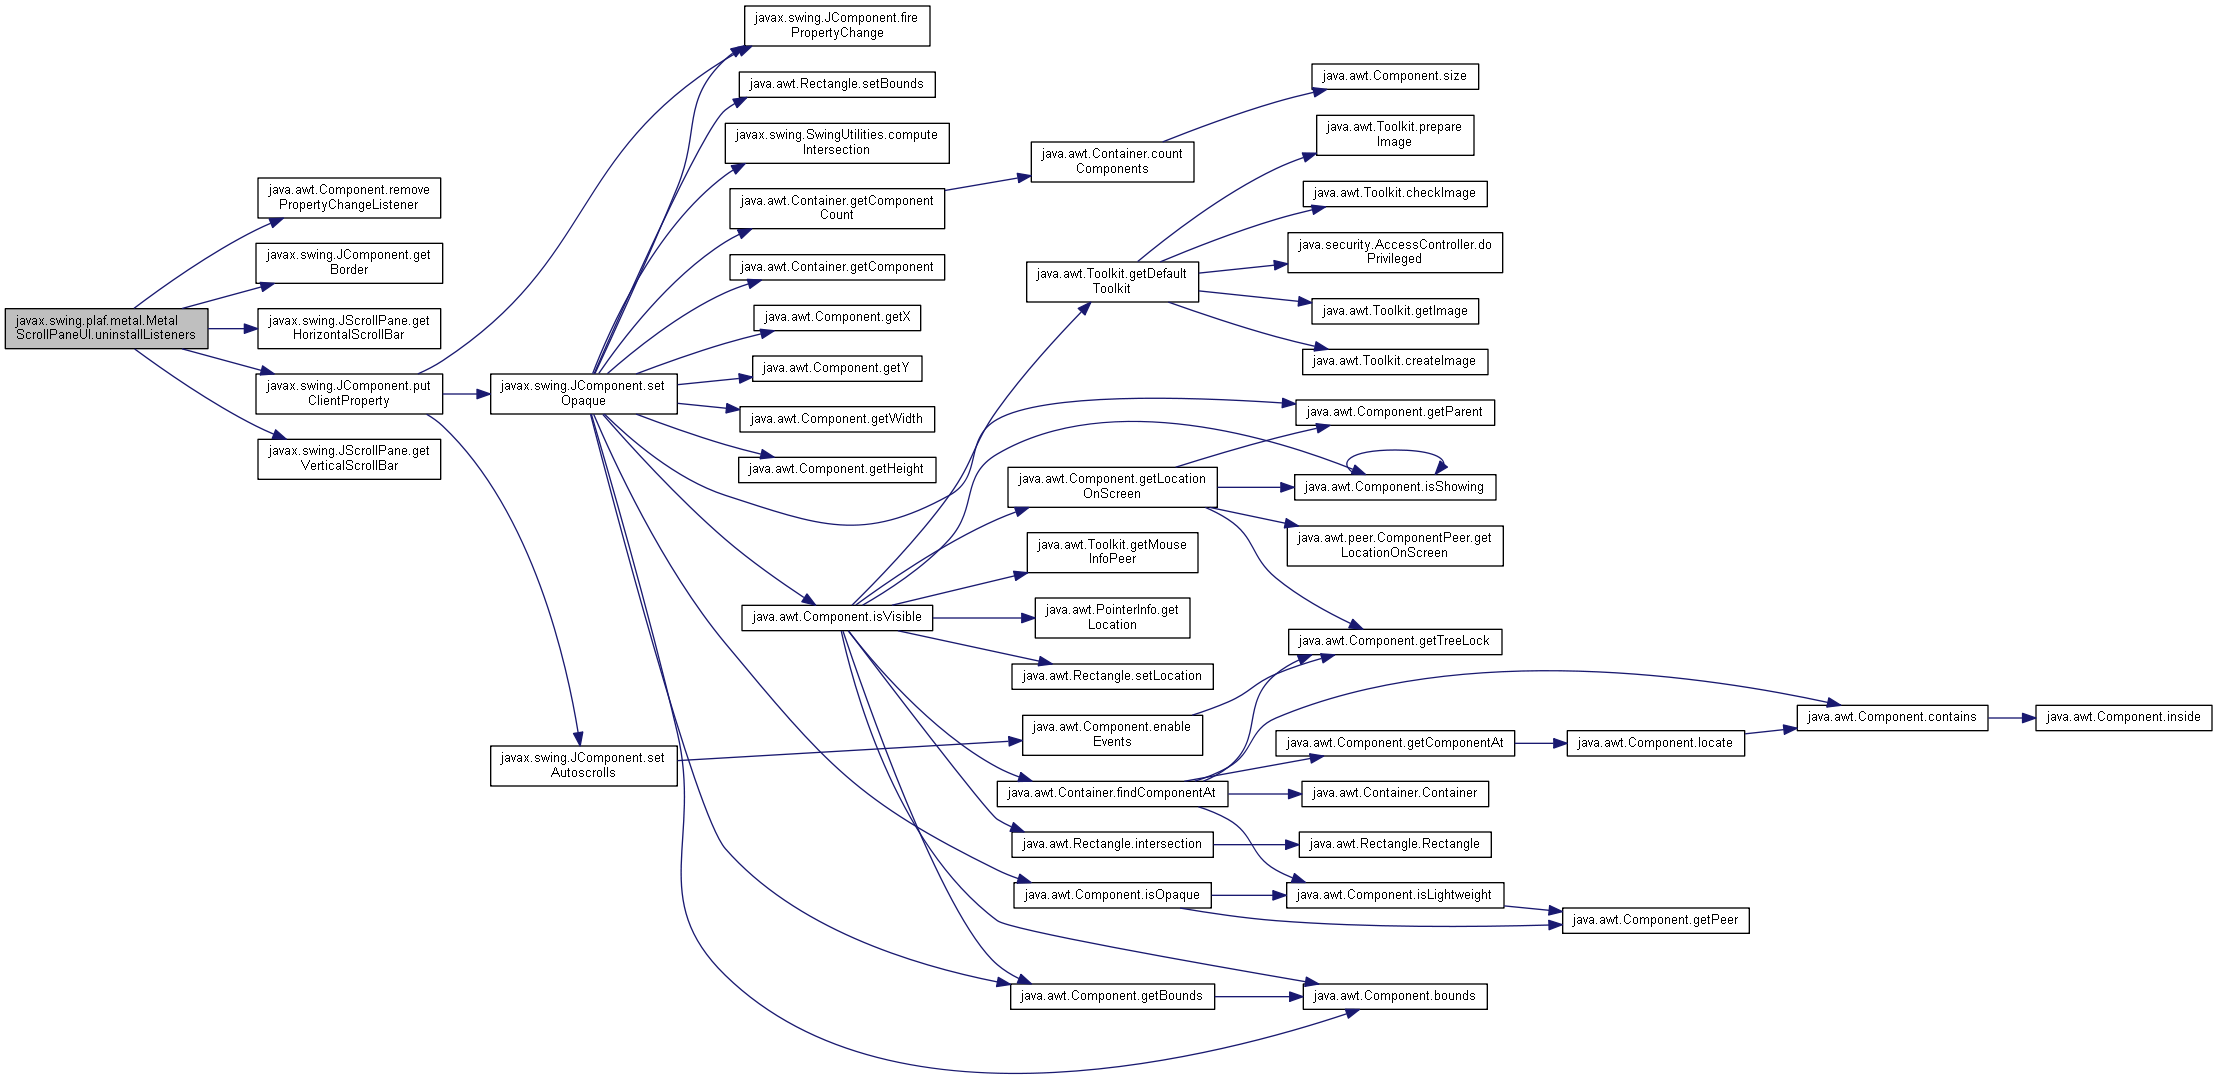 javax.swing.plaf.metal.Metal
ScrollPaneUI.uninstallListeners
java.awt.Component.remove
PropertyChangeListener
javax.swing.JComponent.get
Border
javax.swing.JScrollPane.get
HorizontalScrollBar
javax.swing.JComponent.put
ClientProperty
javax.swing.JScrollPane.get
VerticalScrollBar
javax.swing.JComponent.set
Opaque
javax.swing.JComponent.set
Autoscrolls
javax.swing.JComponent.fire
PropertyChange
java.awt.Rectangle.setBounds
javax.swing.SwingUtilities.compute
Intersection
java.awt.Container.getComponent
Count
java.awt.Container.getComponent
java.awt.Component.getX
java.awt.Component.getY
java.awt.Component.getWidth
java.awt.Component.getHeight
java.awt.Component.isVisible
java.awt.Container.count
Components
java.awt.Toolkit.getDefault
Toolkit
java.awt.Component.getLocation
OnScreen
java.awt.Toolkit.getMouse
InfoPeer
java.awt.PointerInfo.get
Location
java.awt.Rectangle.setLocation
java.awt.Component.enable
Events
java.awt.Container.findComponentAt
java.awt.Rectangle.intersection
java.awt.Component.isOpaque
java.awt.Component.getBounds
java.awt.Component.size
java.awt.Toolkit.prepare
Image
java.awt.Toolkit.checkImage
java.security.AccessController.do
Privileged
java.awt.Toolkit.getImage
java.awt.Toolkit.createImage
java.awt.Component.getParent
java.awt.Component.isShowing
java.awt.peer.ComponentPeer.get
LocationOnScreen
java.awt.Component.getTreeLock
java.awt.Component.getComponentAt
java.awt.Container.Container
java.awt.Rectangle.Rectangle
java.awt.Component.isLightweight
java.awt.Component.bounds
java.awt.Component.locate
java.awt.Component.getPeer
java.awt.Component.contains
java.awt.Component.inside